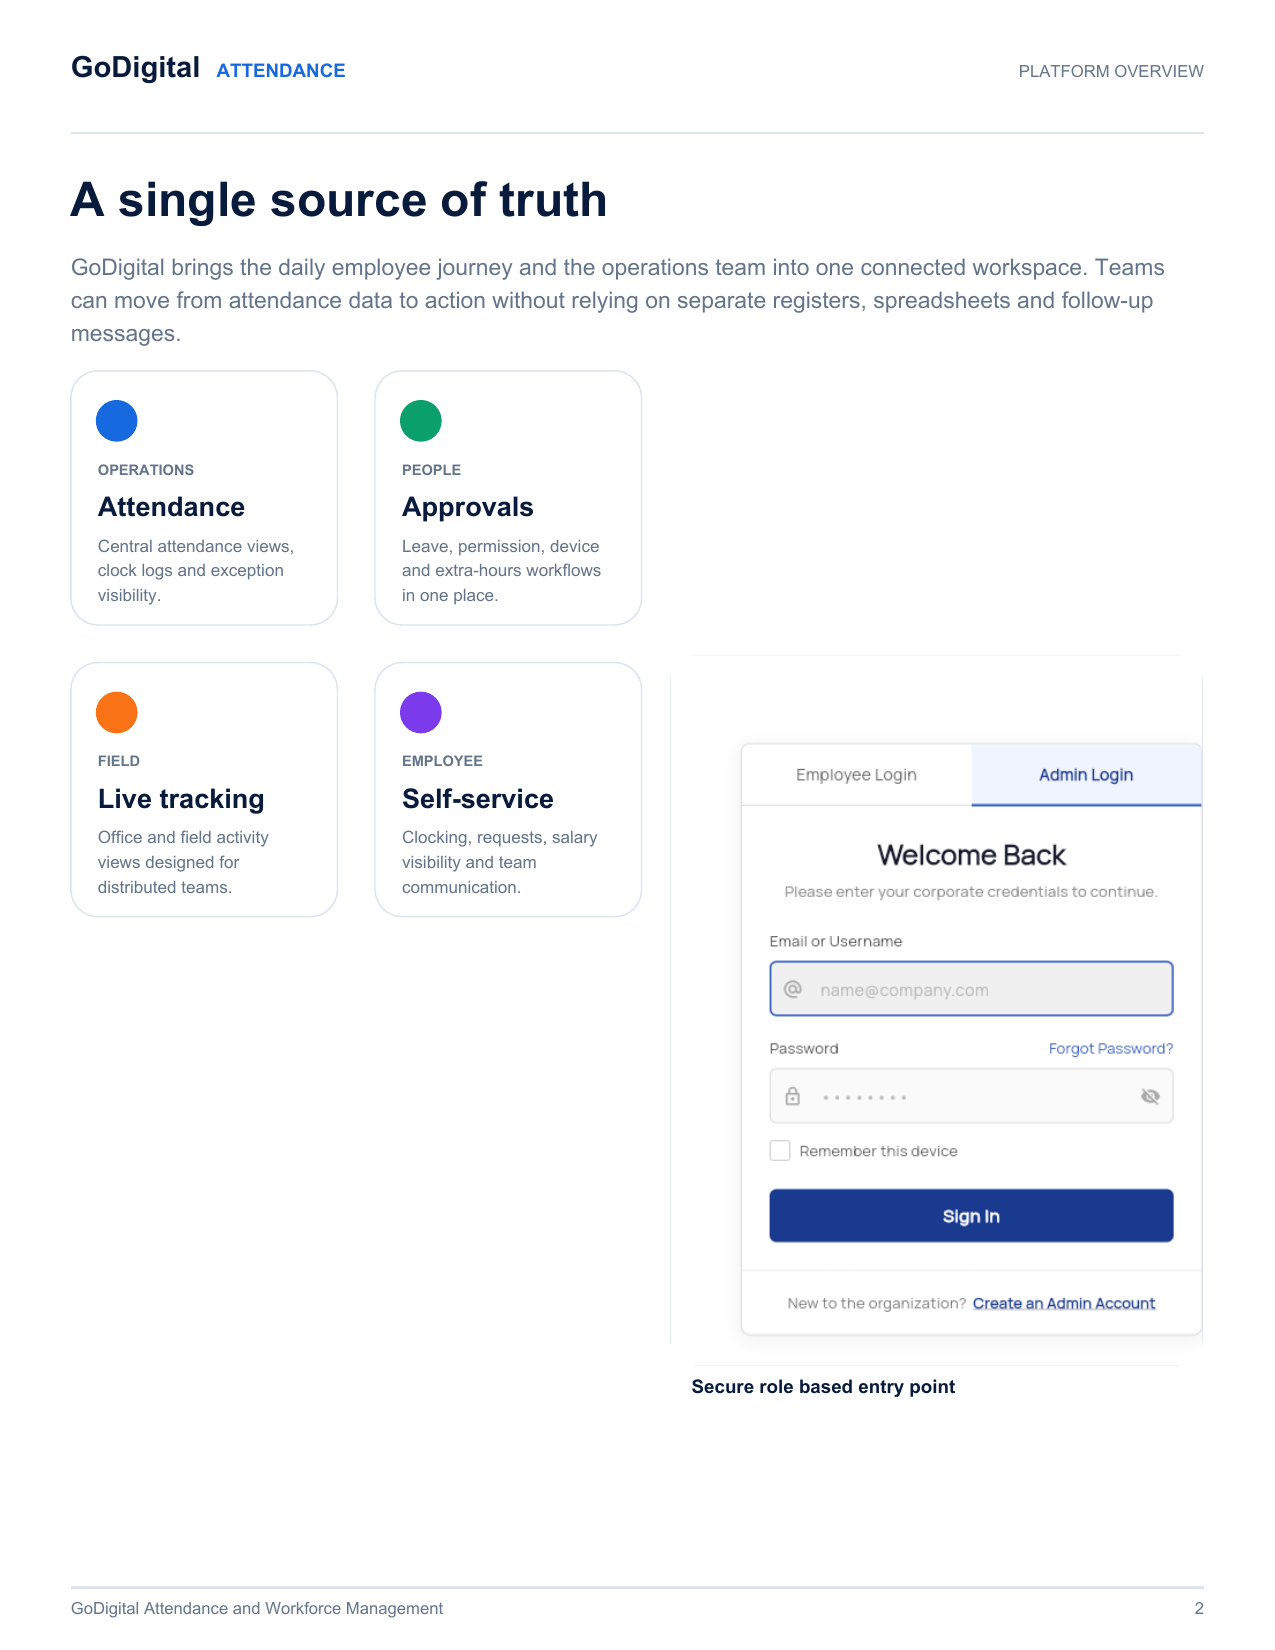 GoDigital ATTENDANCE
PLATFORM OVERVIEW
A single source of truth
GoDigital brings the daily employee journey and the operations team into one connected workspace. Teams
can move from attendance data to action without relying on separate registers, spreadsheets and follow-up
messages.
OPERATIONS
Attendance
Central attendance views,
clock logs and exception
visibility.
PEOPLE
Approvals
Leave, permission, device
and extra-hours workflows
in one place.
FIELD
Live tracking
Office and field activity
views designed for
distributed teams.
EMPLOYEE
Self-service
Clocking, requests, salary
visibility and team
communication.
Employee Login
Admin Login
Welcome Back
Please enter your corporate credentials to continue.
Email or Username
name@company.com
Password
Forgot Password?
Remember this device
Sign In
New to the organization? Create an Admin Account
Secure role based entry point
GoDigital Attendance and Workforce Management
2